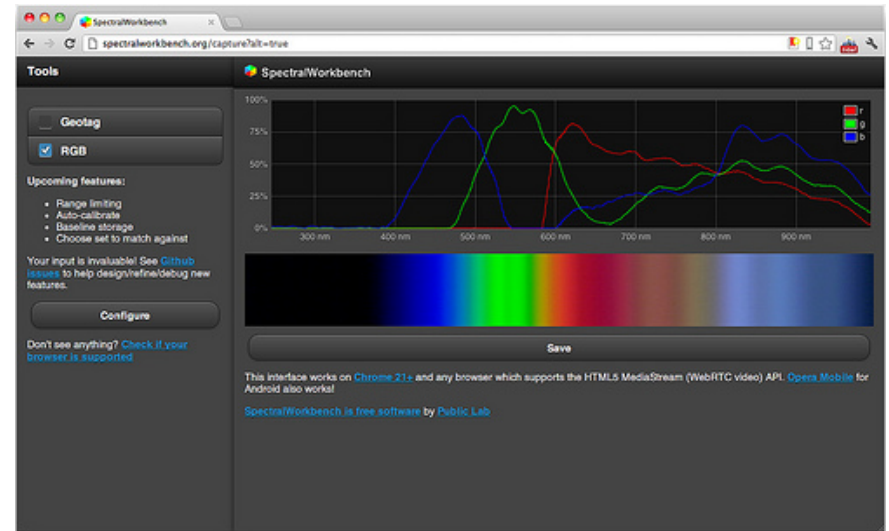 SpectralWorkbench
spectralworkbench.org/capture?alt=true
Tools
Geotag
RGB
Upcoming features:
Range limiting
Auto-calibrate
Baseline storage
Choose set to match against
Your input is invaluable! See Github
issues to help design/refine/debug new
features.
Configure
Don't see anything? Check if your
browser is supported
SpectralWorkbench
100%
75%
50%
25%
0%
300 nm 400 nm 500 nm 600 nm 700 nm 800 nm 900 nm
r
g
b
Save
This interface works on Chrome 21+ and any browser which supports the HTML5 MediaStream (WebRTC video) API. Opera Mobile for
Android also works!
SpectralWorkbench is free software by Public Lab